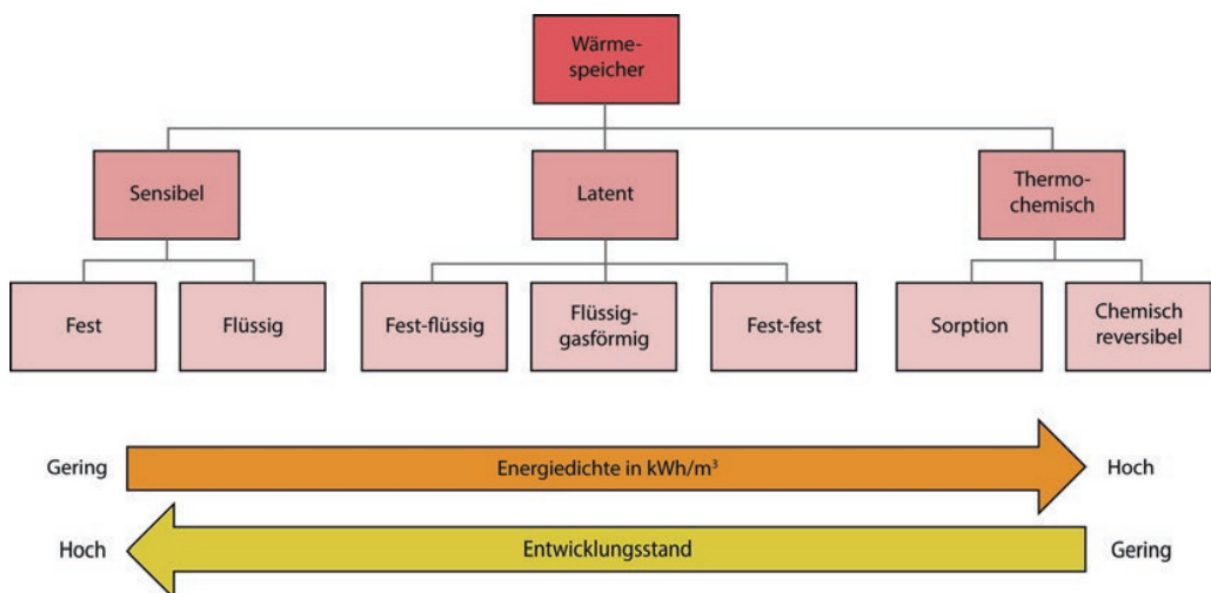 Wärme-
speicher
Sensibel
Latent
Thermo-
chemisch
Fest
Flüssig
Fest-flüssig
Flüssig-
gasförmig
Fest-fest
Sorption
Chemisch
reversibel
Gering
Energiedichte in kWh/m³
Hoch
Hoch
Entwicklungsstand
Gering